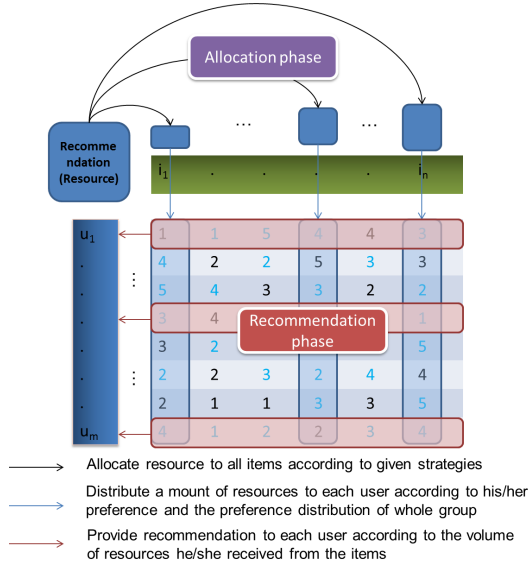 Allocation phase
... ...
Recomme
ndation
(Resource)
i1 . . . . in
u1 1 1 5 4 4 3
. 4 2 2 5 3 3
...
. 5 4 3 3 2 2
. 3 4 1
Recommendation
phase
. 3 2 5
. 2 2 3 2 4 4
...
. 2 1 1 3 3 5
um 4 1 2 2 3 4
Allocate resource to all items according to given strategies
Distribute a mount of resources to each user according to his/her
preference and the preference distribution of whole group
Provide recommendation to each user according to the volume
of resources he/she received from the items